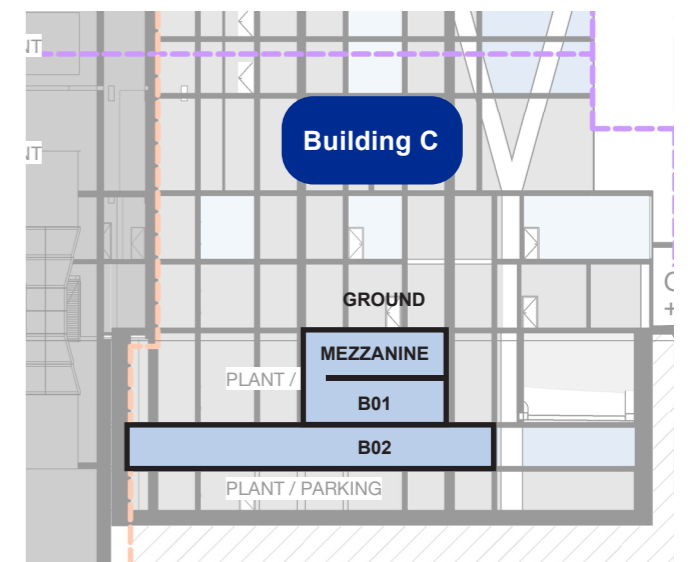 NT
Building C
NT
GROUND
MEZZANINE
PLANT /
B01
B02
PLANT / PARKING